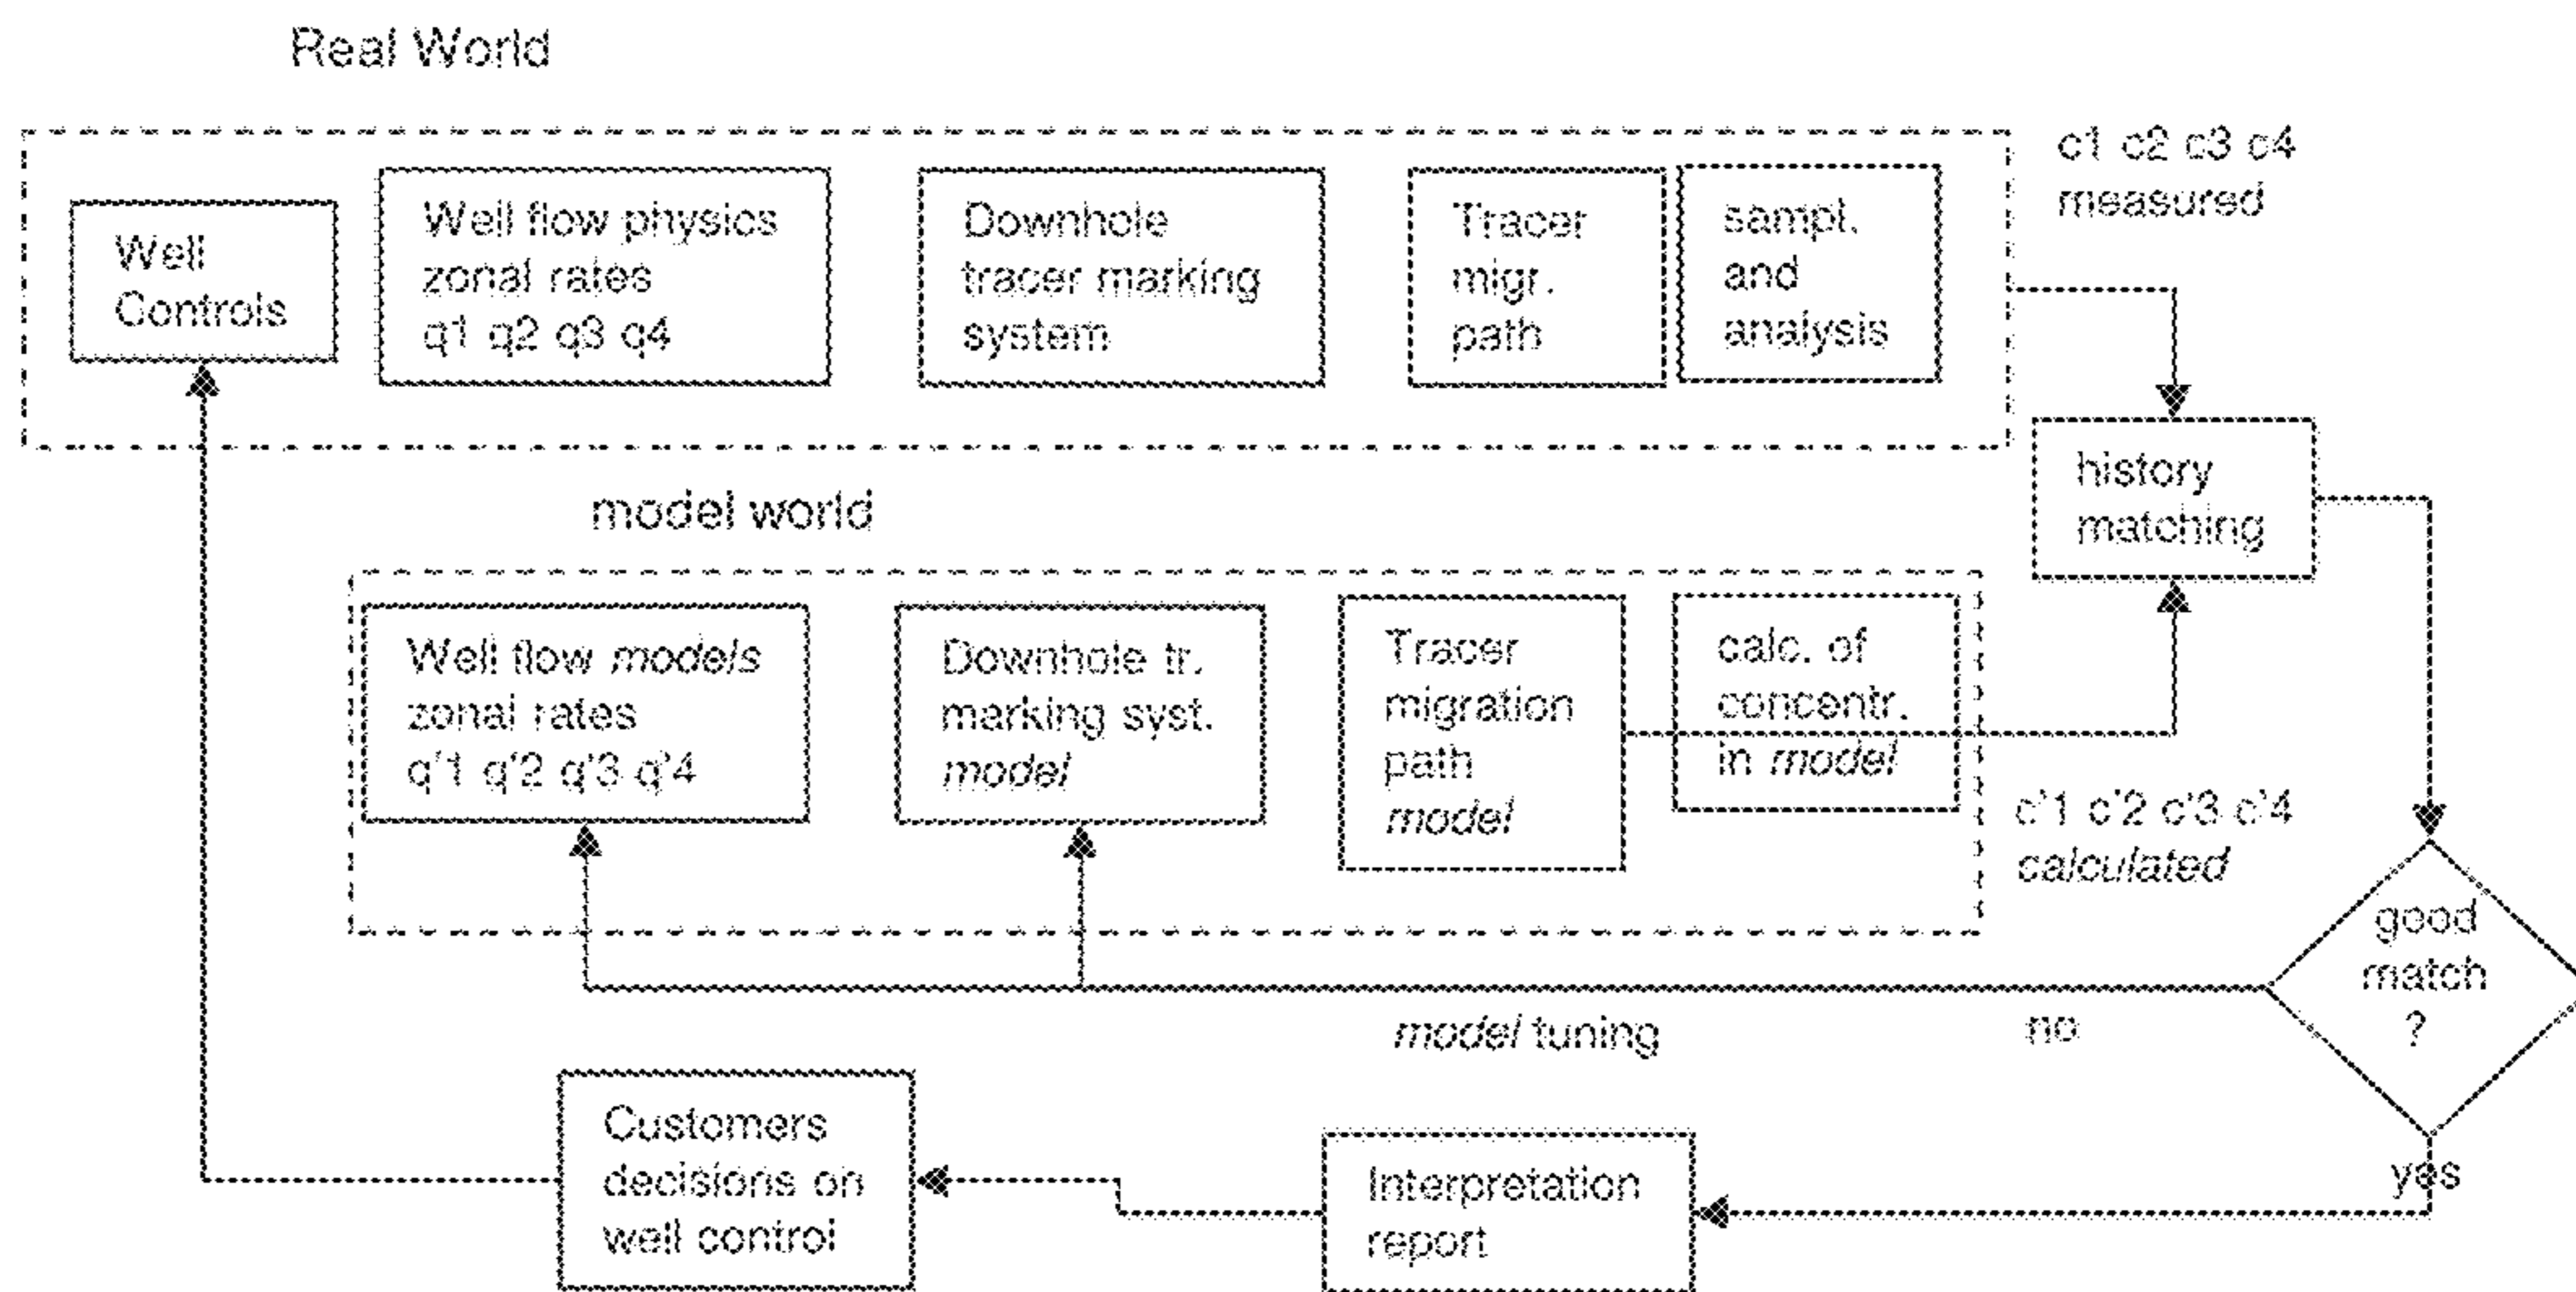 Real World
c1 c2 c3 c4
measured
Well
Controls
Well flow physics
zonal rates
q1 q2 q3 q4
Downhole
tracer marking
system
Tracer
migr.
path
sampl.
and
analysis
history
matching
model world
Well flow models
zonal rates
q'1 q'2 q'3 q'4
Downhole tr.
marking syst.
model
Tracer
migration
path
model
calc. of
concentr.
in model
c'1 c'2 c'3 c'4
calculated
good
match
?
model tuning
no
yes
Customers
decisions on
well control
Interpretation
report